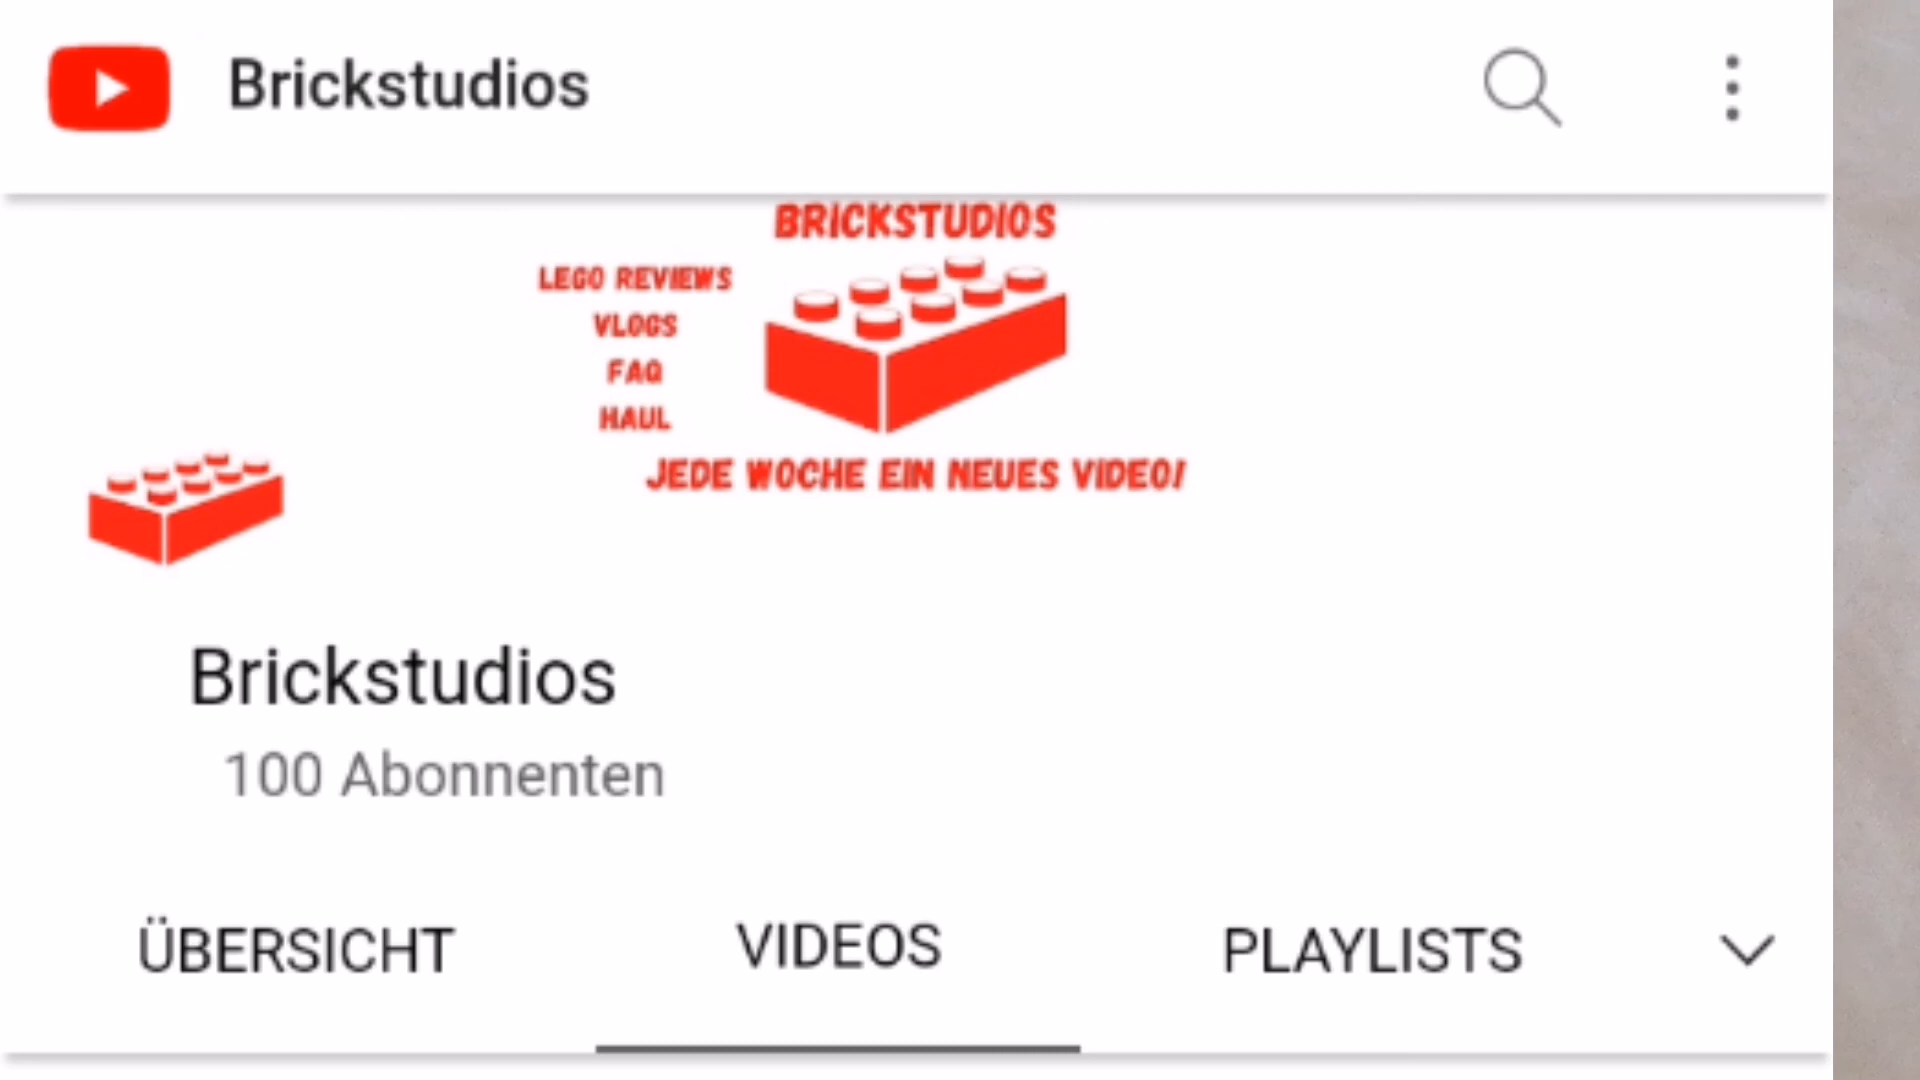 Brickstudios
BRICKSTUDIOS
LEGO REVIEWS
VLOGS
FAQ
HAUL
JEDE WOCHE EIN NEUES VIDEO!
Brickstudios
100 Abonnenten
ÜBERSICHT VIDEOS PLAYLISTS